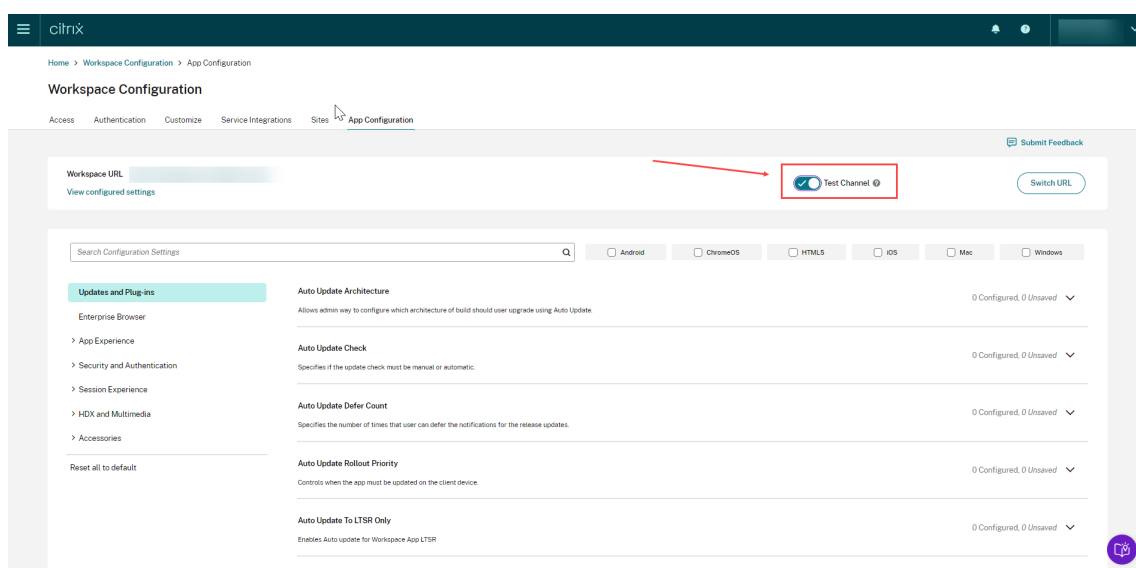 citrix
Home > Workspace Configuration > App Configuration
Workspace Configuration
Access Authentication Customize Service Integrations Sites App Configuration
Submit Feedback
Workspace URL
View configured settings
Test Channel
Switch URL
Search Configuration Settings
Android ChromeOS HTML5 iOS Mac Windows
Updates and Plug-ins
Enterprise Browser
> App Experience
> Security and Authentication
> Session Experience
> HDX and Multimedia
> Accessories
Reset all to default
Auto Update Architecture
Allows admin way to configure which architecture of build should user upgrade using Auto Update.
0 Configured, 0 Unsaved
Auto Update Check
Specifies if the update check must be manual or automatic.
0 Configured, 0 Unsaved
Auto Update Defer Count
Specifies the number of times that user can defer the notifications for the release updates.
0 Configured, 0 Unsaved
Auto Update Rollout Priority
Controls when the app must be updated on the client device.
0 Configured, 0 Unsaved
Auto Update To LTSR Only
Enables Auto update for Workspace App LTSR
0 Configured, 0 Unsaved